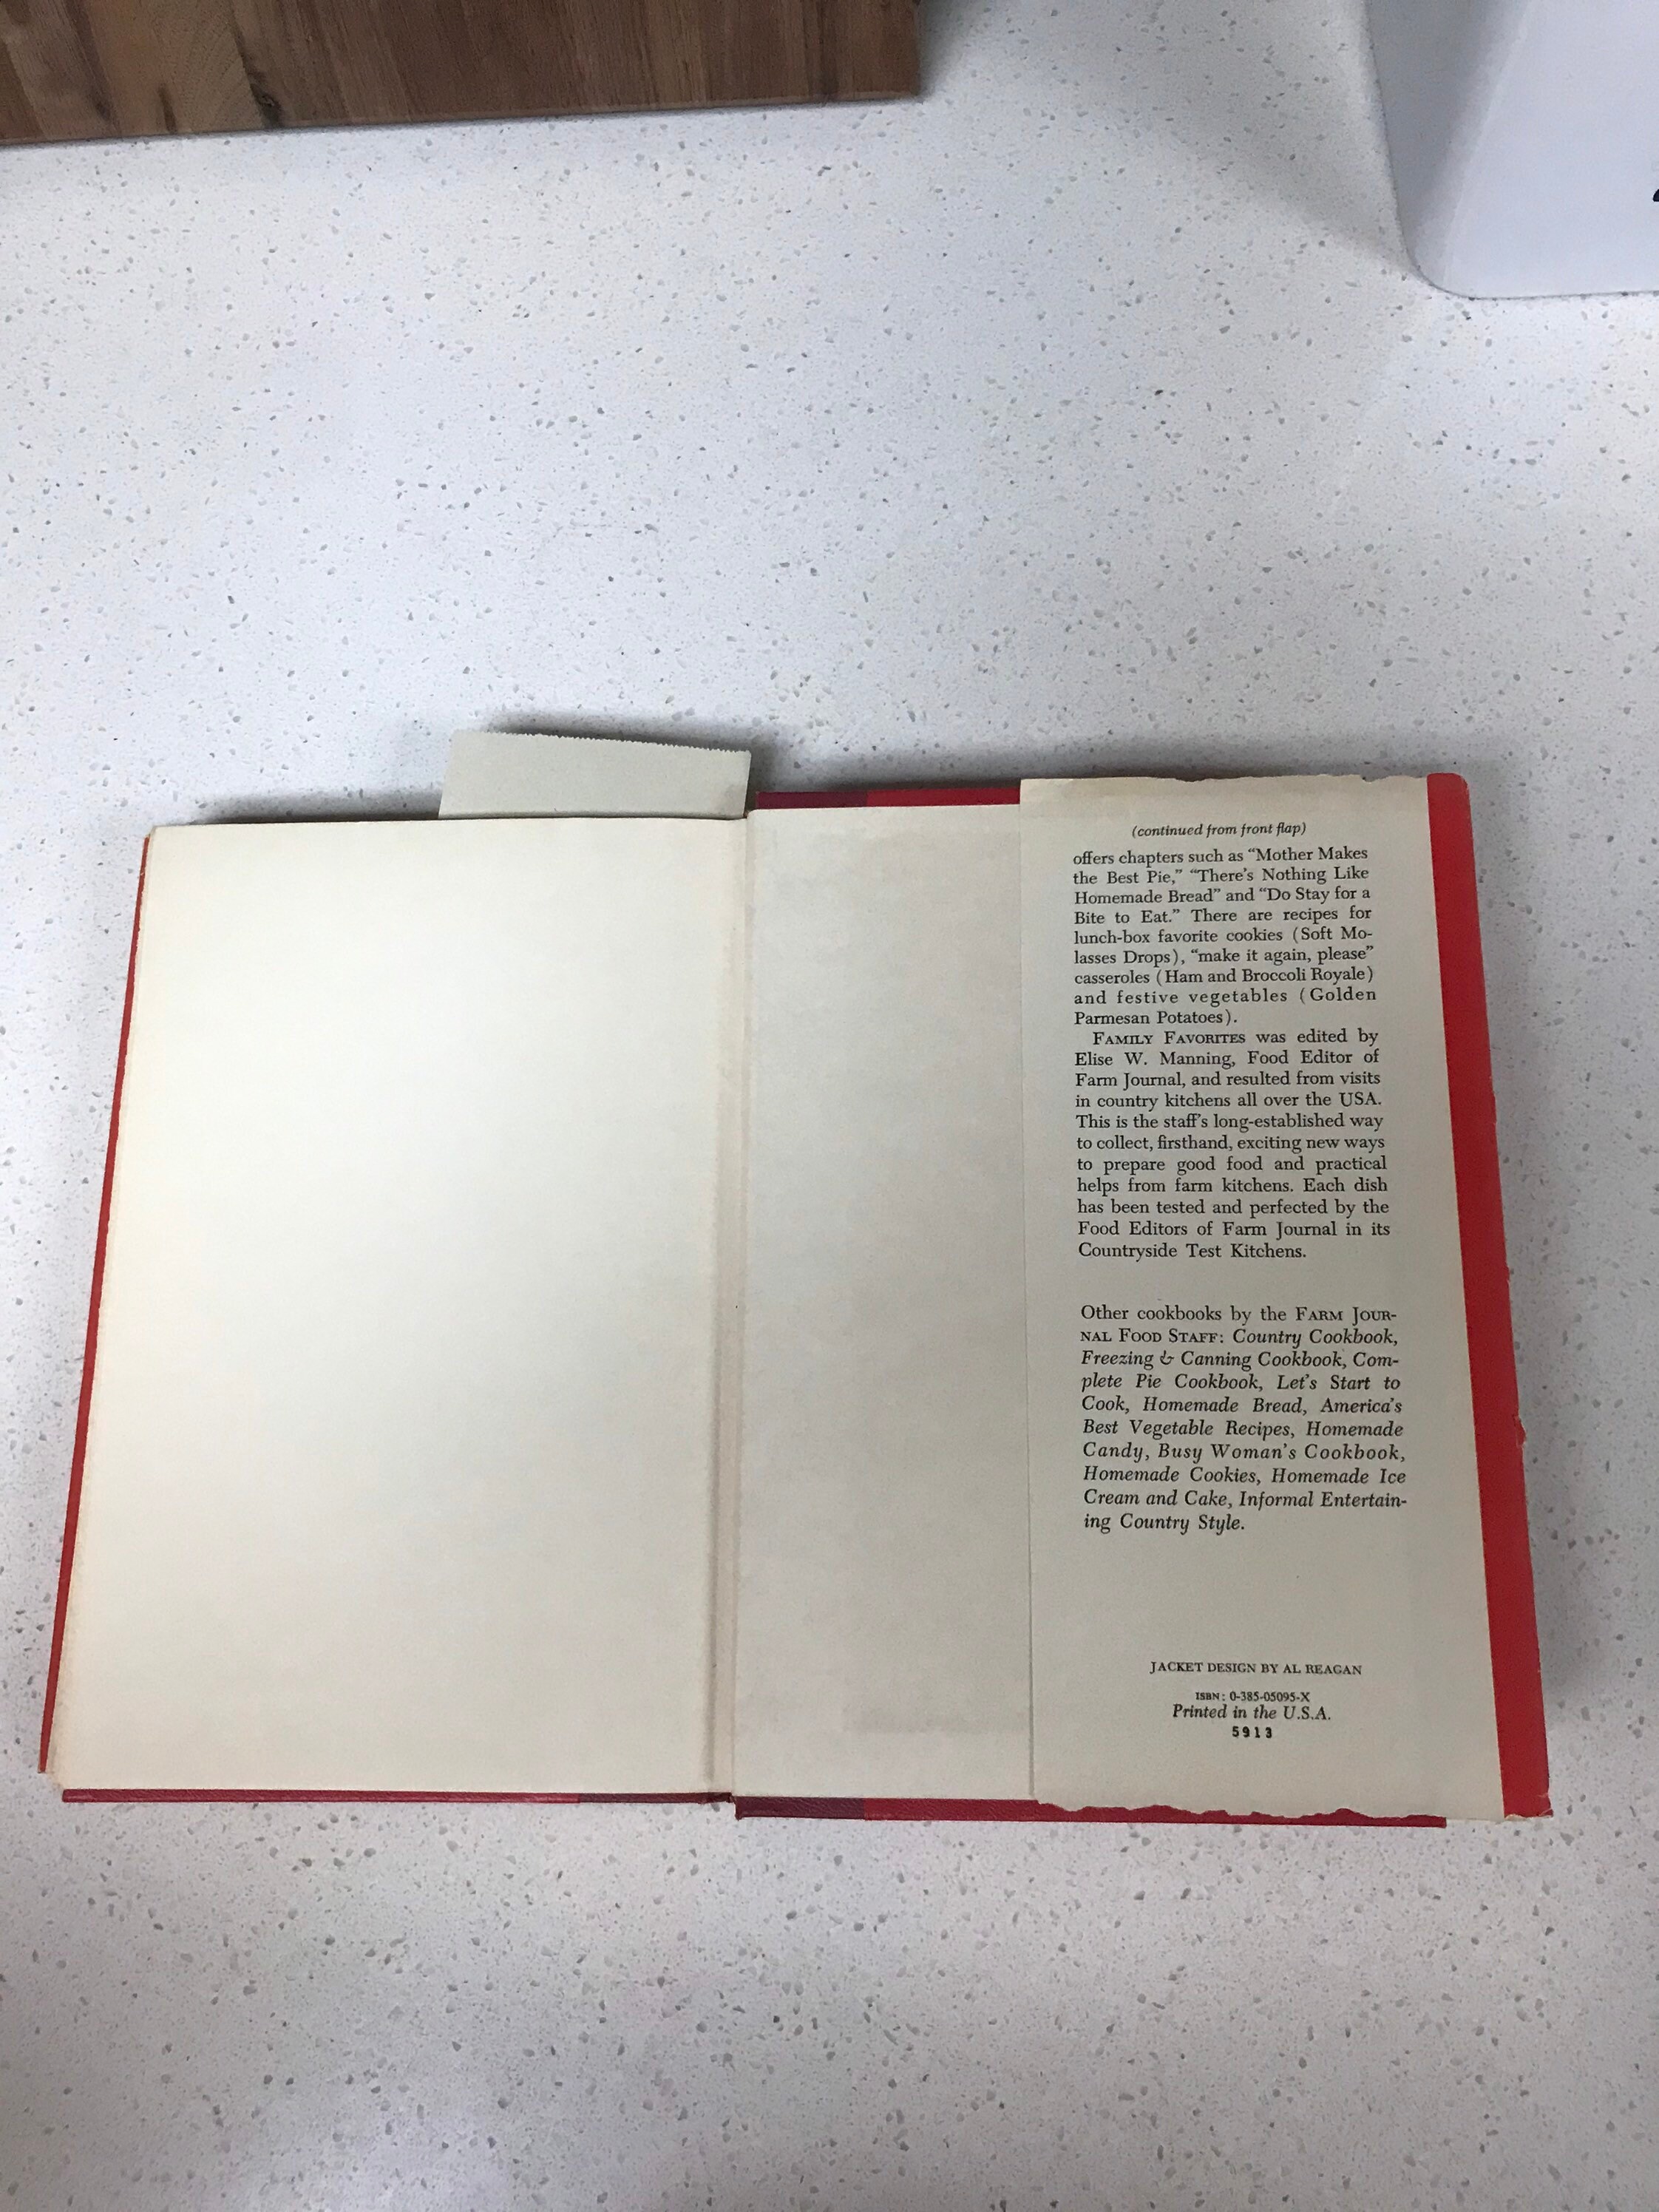 (continued from front flap)
offers chapters such as “Mother Makes
the Best Pie,” “There’s Nothing Like
Homemade Bread” and “Do Stay for a
Bite to Eat.” There are recipes for
lunch-box favorite cookies (Soft Mo-
lasses Drops), “make it again, please”
casseroles (Ham and Broccoli Royale)
and festive vegetables (Golden
Parmesan Potatoes).
FAMILY FAVORITES was edited by
Elise W. Manning, Food Editor of
Farm Journal, and resulted from visits
in country kitchens all over the USA.
This is the staff’s long-established way
to collect, firsthand, exciting new ways
to prepare good food and practical
helps from farm kitchens. Each dish
has been tested and perfected by the
Food Editors of Farm Journal in its
Countryside Test Kitchens.
Other cookbooks by the FARM JOUR-
NAL FOOD STAFF: Country Cookbook,
Freezing & Canning Cookbook, Com-
plete Pie Cookbook, Let’s Start to
Cook, Homemade Bread, America’s
Best Vegetable Recipes, Homemade
Candy, Busy Woman’s Cookbook,
Homemade Cookies, Homemade Ice
Cream and Cake, Informal Entertain-
ing Country Style.
JACKET DESIGN BY AL REAGAN
ISBN: 0-385-05095-X
Printed in the U.S.A.
5913